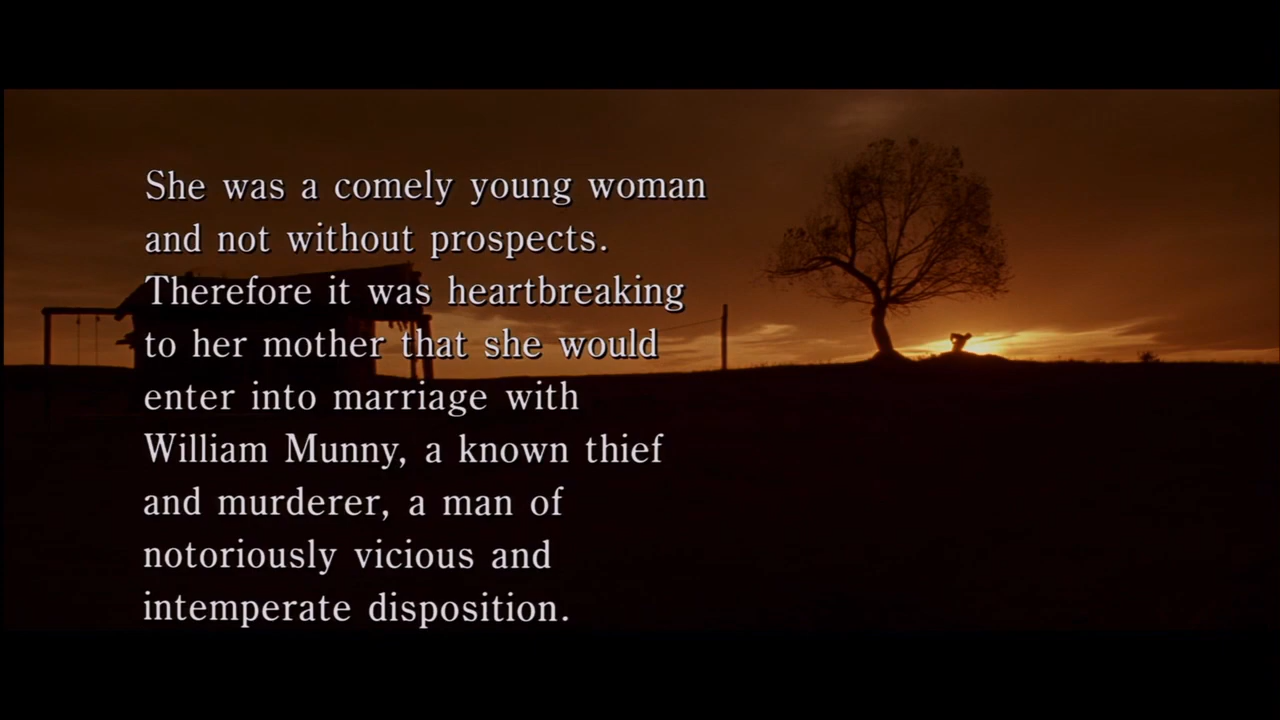 She was a comely young woman
and not without prospects.
Therefore it was heartbreaking
to her mother that she would
enter into marriage with
William Munny, a known thief
and murderer, a man of
notoriously vicious and
intemperate disposition.